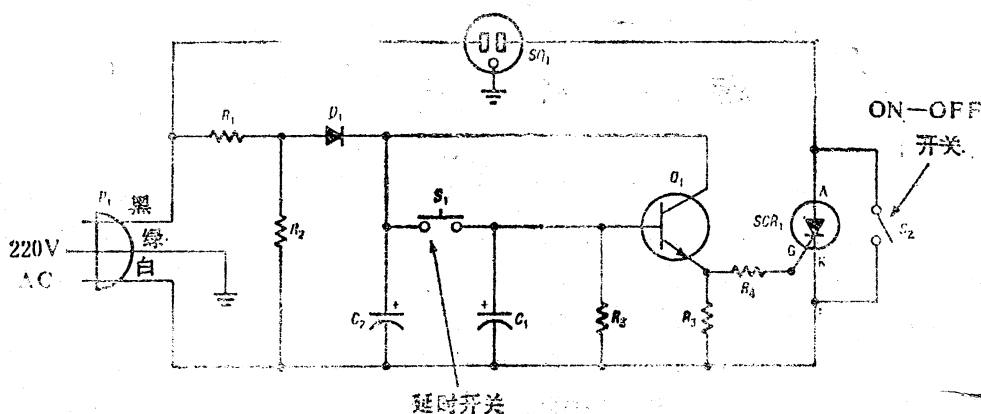 SO₁
R₁
D₁
ON—OFF
开关
Q₁
P₁
黑
S₁
A
SCR₁
220V
绿
R₂
G
S₂
AC
白
K
R₄
C₂
+
+
C₁
R₃
R₃
延时开关